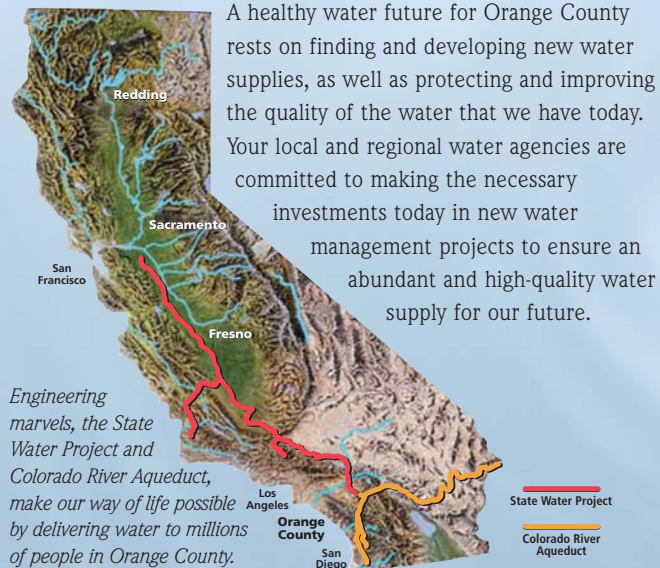 A healthy water future for Orange County
rests on finding and developing new water
supplies, as well as protecting and improving
the quality of the water that we have today.
Your local and regional water agencies are
committed to making the necessary
investments today in new water
management projects to ensure an
abundant and high-quality water
supply for our future.
Redding
Sacramento
San
Francisco
Fresno
Engineering
marvels, the State
Water Project and
Colorado River Aqueduct,
make our way of life possible
by delivering water to millions
of people in Orange County.
Los
Angeles
Orange
County
San
Diego
State Water Project
Colorado River
Aqueduct